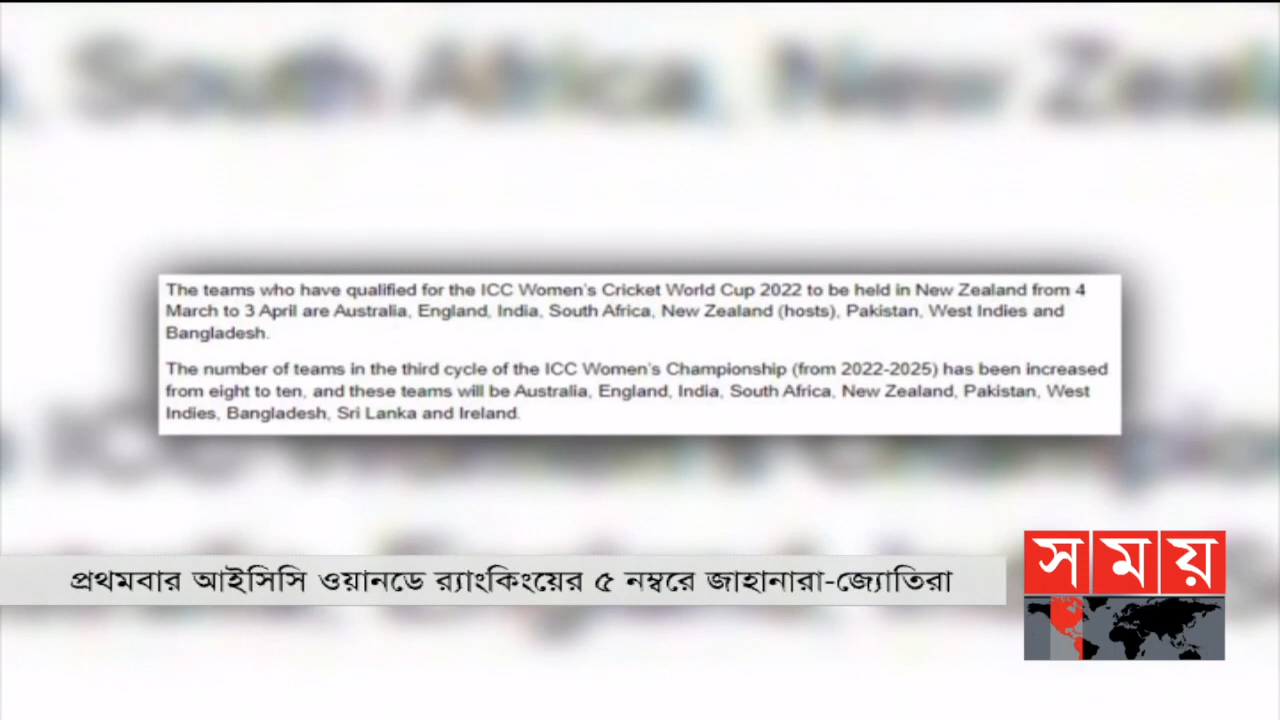 South Africa, New Zeal
The teams who have qualified for the ICC Women's Cricket World Cup 2022 to be held in New Zealand from 4
March to 3 April are Australia, England, India, South Africa, New Zealand (hosts), Pakistan, West Indies and
Bangladesh.
The number of teams in the third cycle of the ICC Women's Championship (from 2022-2025) has been increased
from eight to ten, and these teams will be Australia, England, India, South Africa, New Zealand, Pakistan, West
Indies, Bangladesh, Sri Lanka and Ireland.
প্রথমবার আইসিসি ওয়ানডে র‍্যাংকিংয়ের ৫ নম্বরে জাহানারা-জ্যোতিরা
সময়